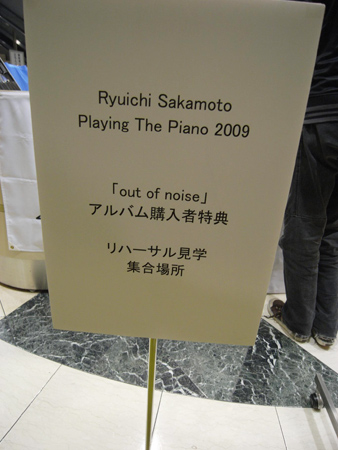 Ryuichi Sakamoto
Playing The Piano 2009
「out of noise」
アルバム購入者特典
リハーサル見学
集合場所